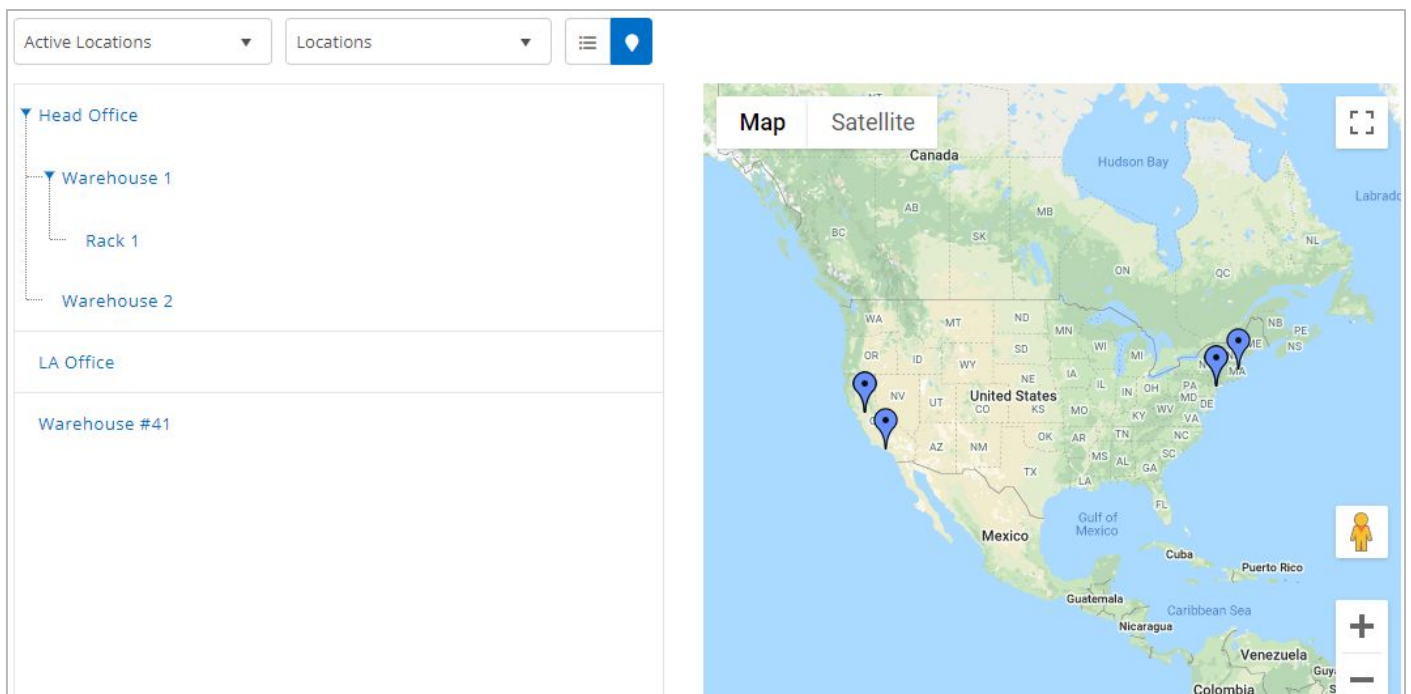 Active Locations
Locations
Head Office
Warehouse 1
Rack 1
Warehouse 2
LA Office
Warehouse #41
Map
Satellite
Canada
Hudson Bay
Labrado
AB
MB
BC
SK
NL
ON
QC
WA
MT
ND
MN
NB
PE
OR
ID
WY
SD
WI
MI
ME
NS
NE
IA
MA
NV
UT
United States
CO
KS
MO
IL
IN
OH
PA
MD
DE
KY
WV
VA
AZ
NM
OK
AR
TN
NC
TX
MS
AL
SC
GA
LA
FL
Gulf of
Mexico
Mexico
Cuba
Puerto Rico
Guatemala
Caribbean Sea
Nicaragua
Venezuela
Guy
Colombia